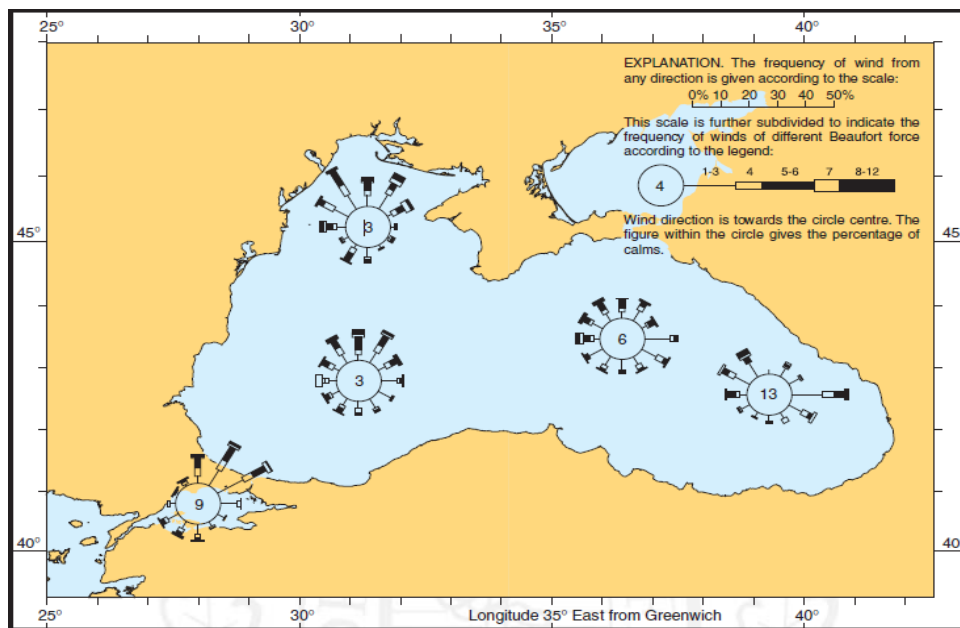 25° 30° 35° 40°
EXPLANATION. The frequency of wind from
any direction is given according to the scale:
0% 10 20 30 40 50%
This scale is further subdivided to indicate the
frequency of winds of different Beaufort force
according to the legend:
1-3 4 5-6 7 8-12
4
Wind direction is towards the circle centre. The
figure within the circle gives the percentage of
calms.
45° 45°
3
6
3
13
9
40° 40°
25° 30° Longitude 35° East from Greenwich 40°